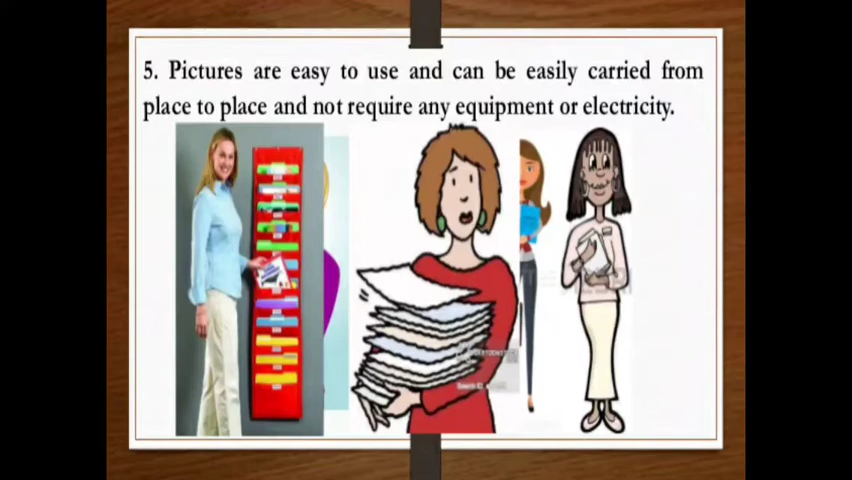 5. Pictures are easy to use and can be easily carried from
place to place and not require any equipment or electricity.